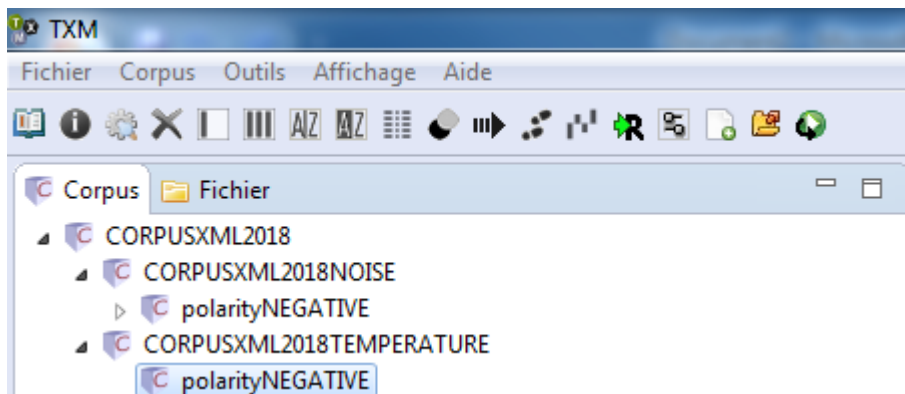 TXM
Fichier Corpus Outils Affichage Aide
Corpus Fichier
CORPUSXML2018
CORPUSXML2018NOISE
polarityNEGATIVE
CORPUSXML2018TEMPERATURE
polarityNEGATIVE